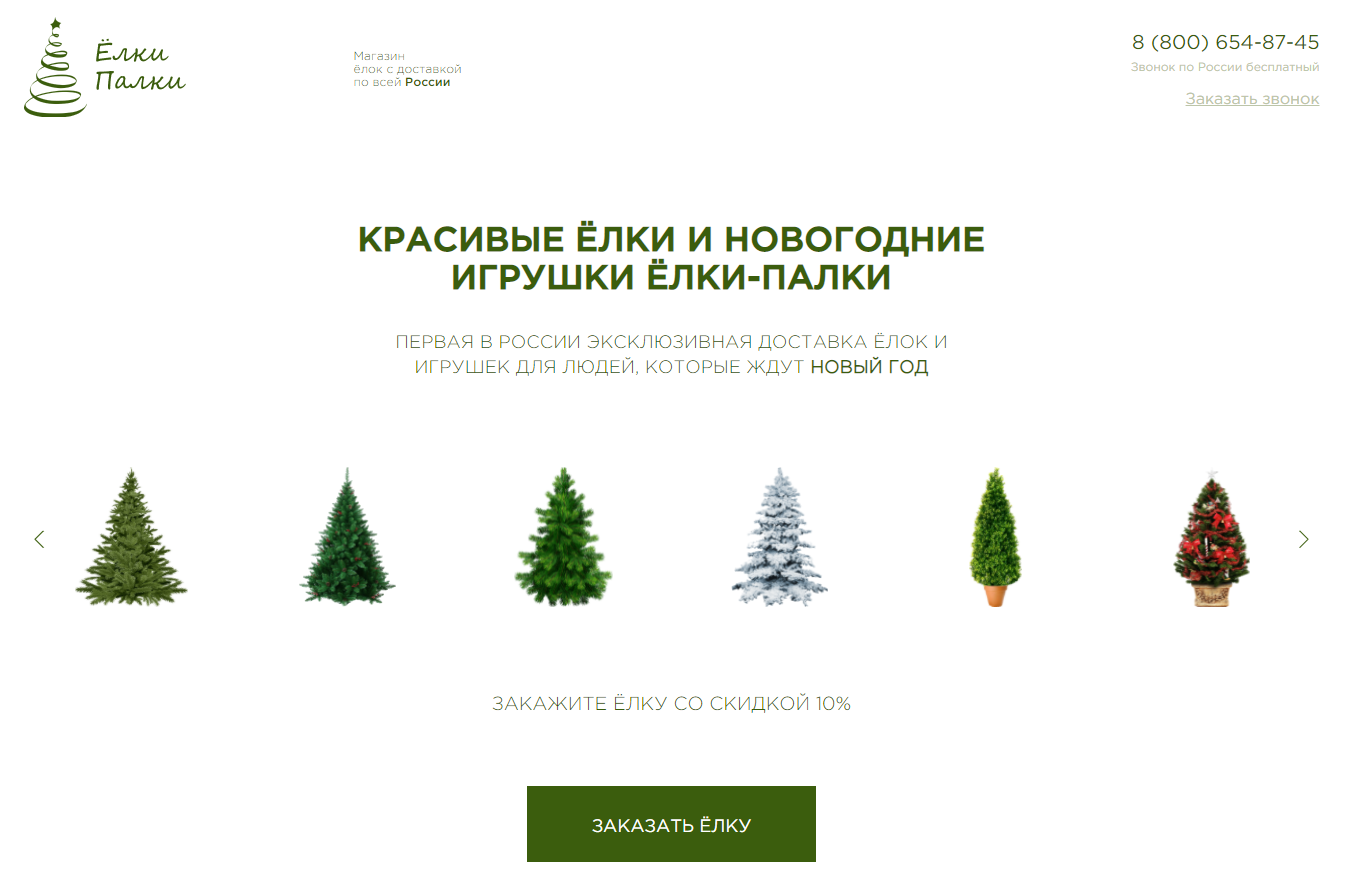 Ёлки
Палки
Магазин
ёлок с доставкой
по всей России
8 (800) 654-87-45
Звонок по России бесплатный
Заказать звонок
КРАСИВЫЕ ЁЛКИ И НОВОГОДНИЕ
ИГРУШКИ ЁЛКИ-ПАЛКИ
ПЕРВАЯ В РОССИИ ЭКСКЛЮЗИВНАЯ ДОСТАВКА ЁЛОК И
ИГРУШЕК ДЛЯ ЛЮДЕЙ, КОТОРЫЕ ЖДУТ НОВЫЙ ГОД
ЗАКАЖИТЕ ЁЛКУ СО СКИДКОЙ 10%
ЗАКАЗАТЬ ЁЛКУ